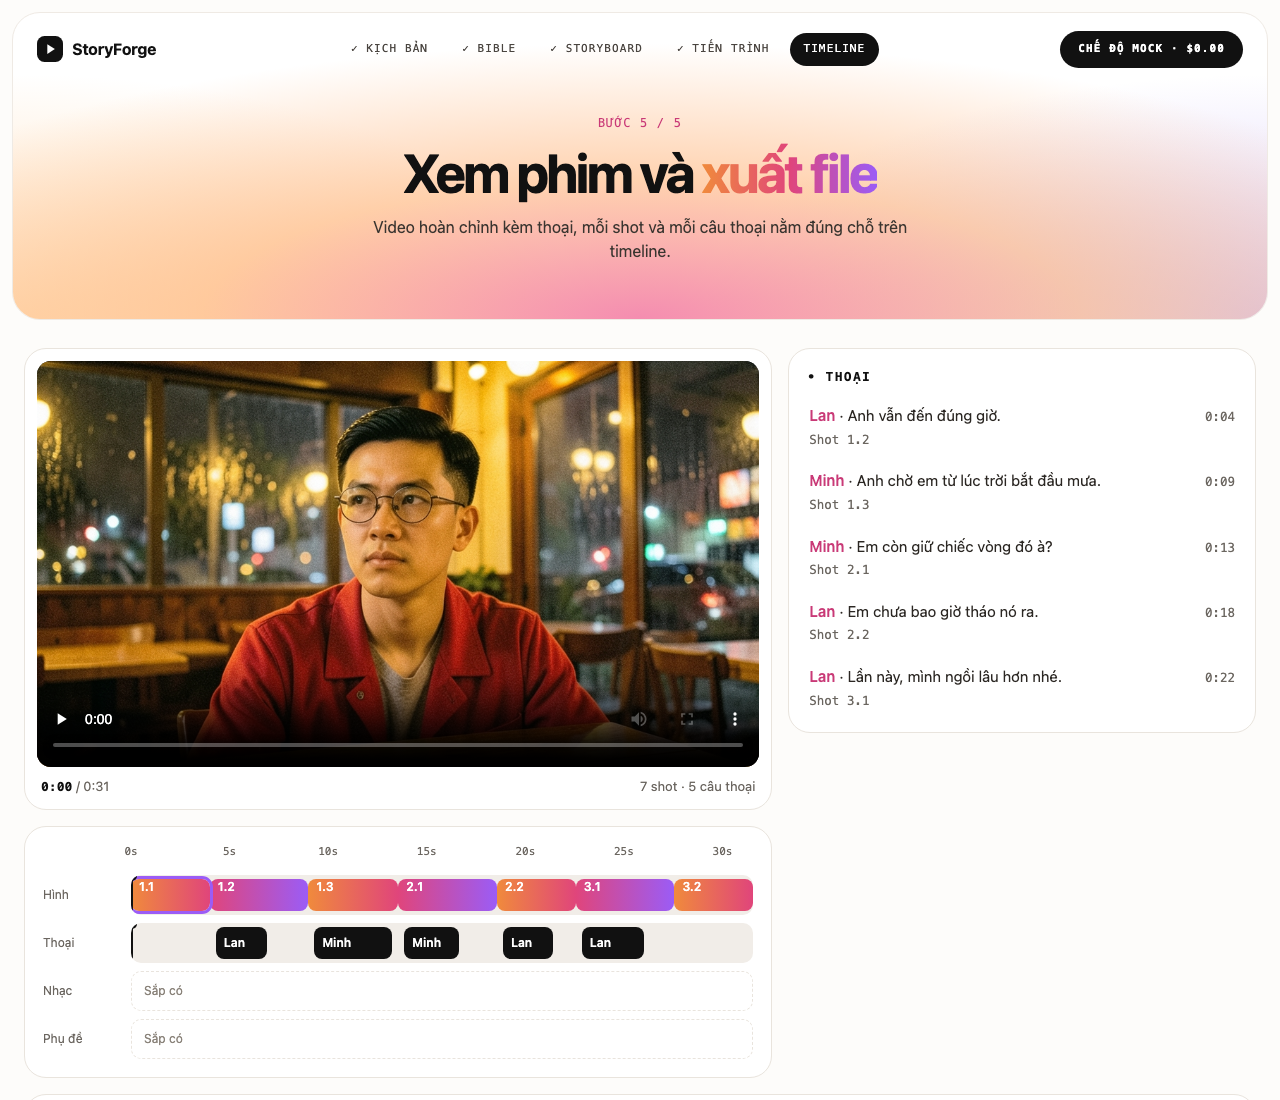 StoryForge
✓ KỊCH BẢN
✓ BIBLE
✓ STORYBOARD
✓ TIẾN TRÌNH
TIMELINE
CHẾ ĐỘ MOCK · $0.00
BƯỚC 5 / 5
Xem phim và xuất file
Video hoàn chỉnh kèm thoại, mỗi shot và mỗi câu thoại nằm đúng chỗ trên
timeline.
0:00
0:00 / 0:31
7 shot · 5 câu thoại
• THOẠI
Lan · Anh vẫn đến đúng giờ.
0:04
Shot 1.2
Minh · Anh chờ em từ lúc trời bắt đầu mưa.
0:09
Shot 1.3
Minh · Em còn giữ chiếc vòng đó à?
0:13
Shot 2.1
Lan · Em chưa bao giờ tháo nó ra.
0:18
Shot 2.2
Lan · Lần này, mình ngồi lâu hơn nhé.
0:22
Shot 3.1
0s 5s 10s 15s 20s 25s 30s
Hình
1.1 1.2 1.3 2.1 2.2 3.1 3.2
Thoại
Lan Minh Minh Lan Lan
Nhạc
Sắp có
Phụ đề
Sắp có